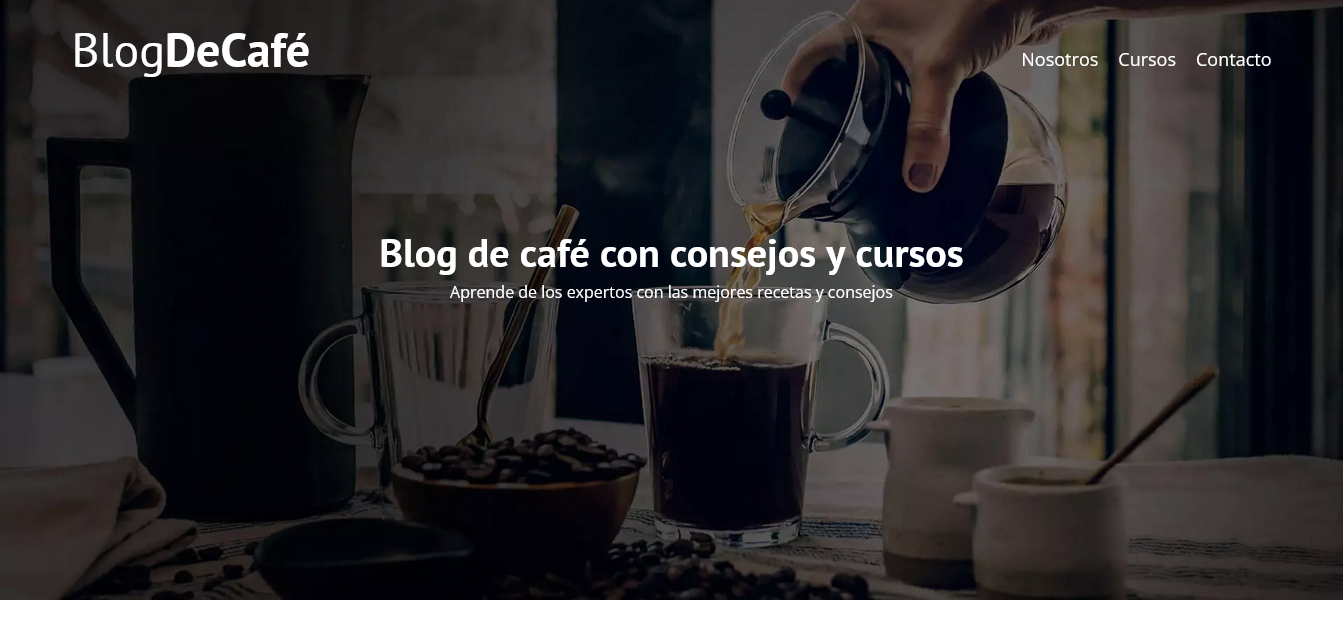 BlogDeCafé
Nosotros Cursos Contacto
Blog de café con consejos y cursos
Aprende de los expertos con las mejores recetas y consejos